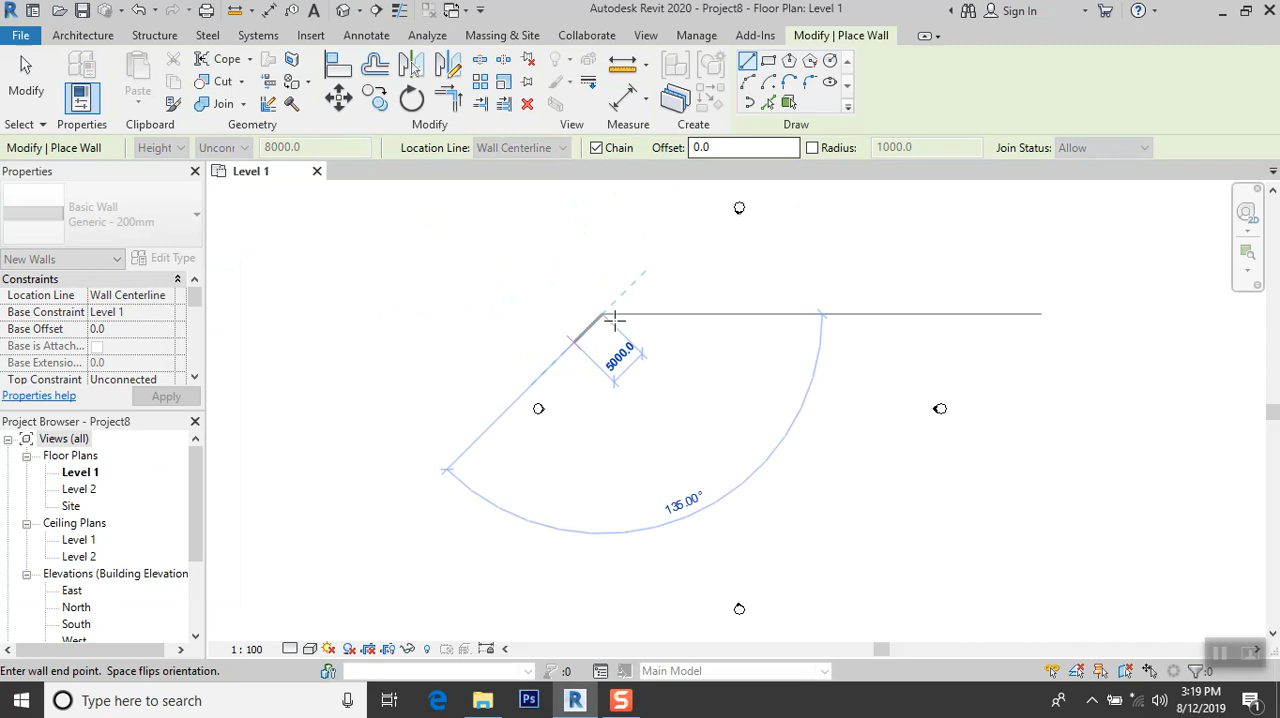 Autodesk Revit 2020 - Project8 - Floor Plan: Level 1
Sign In
File Architecture Structure Steel Systems Insert Annotate Analyze Massing & Site Collaborate View Manage Add-Ins Modify | Place Wall
Modify
Paste
Cope
Cut
Join
Select Properties Clipboard Geometry Modify View Measure Create Draw
Modify | Place Wall Height Unconr 8000.0 Location Line: Wall Centerline Chain Offset: 0.0 Radius: 1000.0 Join Status: Allow
Properties
Level 1
Basic Wall
Generic - 200mm
New Walls Edit Type
Constraints
Location Line Wall Centerline
Base Constraint Level 1
Base Offset 0.0
Base is Attach...
Base Extensio... 0.0
Top Constraint Unconnected
Properties help Apply
Project Browser - Project8
Views (all)
Floor Plans
Level 1
Level 2
Site
Ceiling Plans
Level 1
Level 2
Elevations (Building Elevation
East
North
South
West
5000.0
135.00°
1 : 100
Enter wall end point. Space flips orientation.
:0
Main Model
:0
Type here to search
3:19 PM
8/12/2019